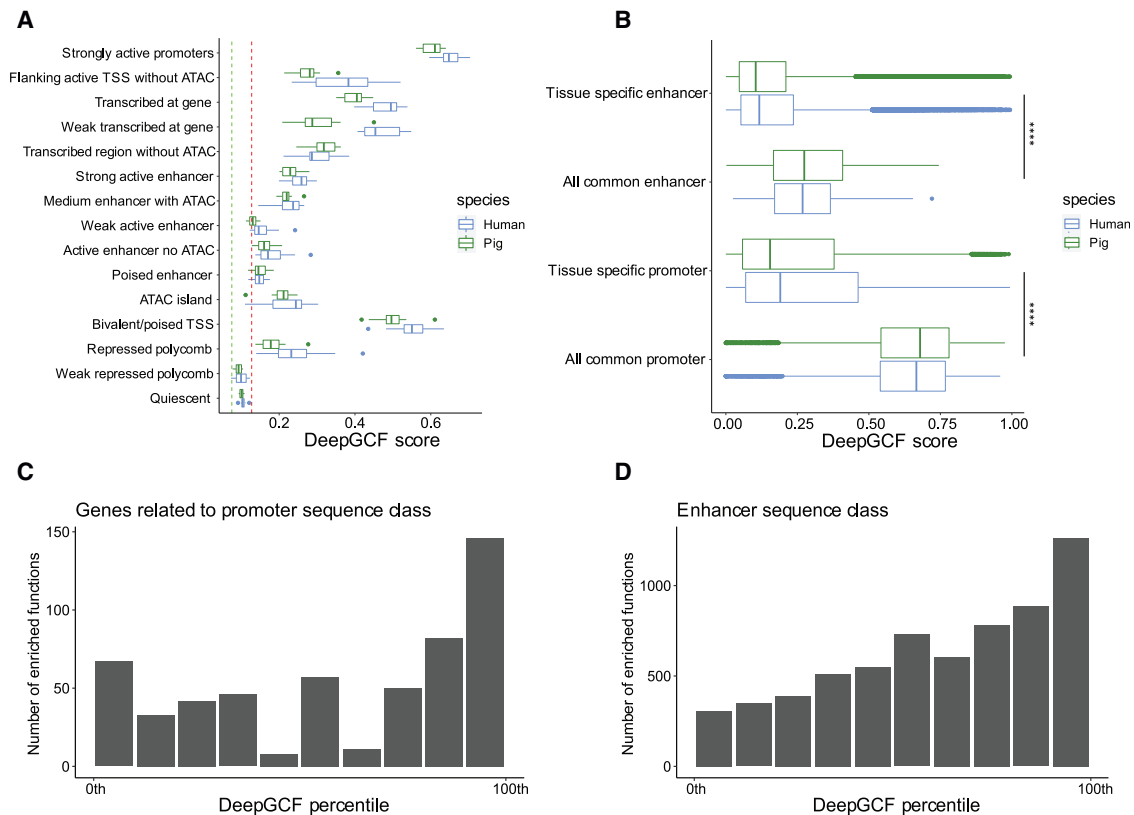 A
Strongly active promoters
Flanking active TSS without ATAC
Transcribed at gene
Weak transcribed at gene
Transcribed region without ATAC
Strong active enhancer
Medium enhancer with ATAC
Weak active enhancer
Active enhancer no ATAC
Poised enhancer
ATAC island
Bivalent/poised TSS
Repressed polycomb
Weak repressed polycomb
Quiescent
0.2 0.4 0.6
DeepGCF score
species
Human
Pig
B
Tissue specific enhancer
All common enhancer
Tissue specific promoter
All common promoter
****
****
0.00 0.25 0.50 0.75 1.00
DeepGCF score
species
Human
Pig
C
Genes related to promoter sequence class
Number of enriched functions
150
100
50
0
0th 100th
DeepGCF percentile
D
Enhancer sequence class
Number of enriched functions
1000
500
0
0th 100th
DeepGCF percentile